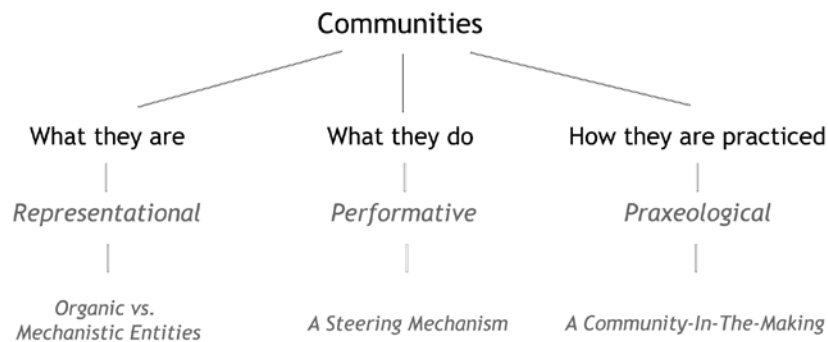 Communities
What they are
What they do
How they are practiced
Representational
Performative
Praxeological
Organic vs.
Mechanistic Entities
A Steering Mechanism
A Community-In-The-Making